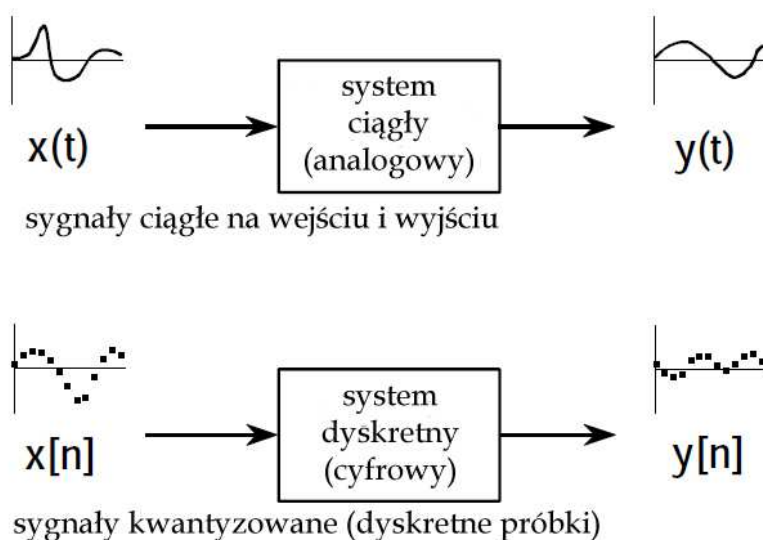 system
ciągły
(analogowy)
x(t)
y(t)
sygnały ciągłe na wejściu i wyjściu
system
dyskretny
(cyfrowy)
x[n]
y[n]
sygnały kwantyzowane (dyskretne próbki)